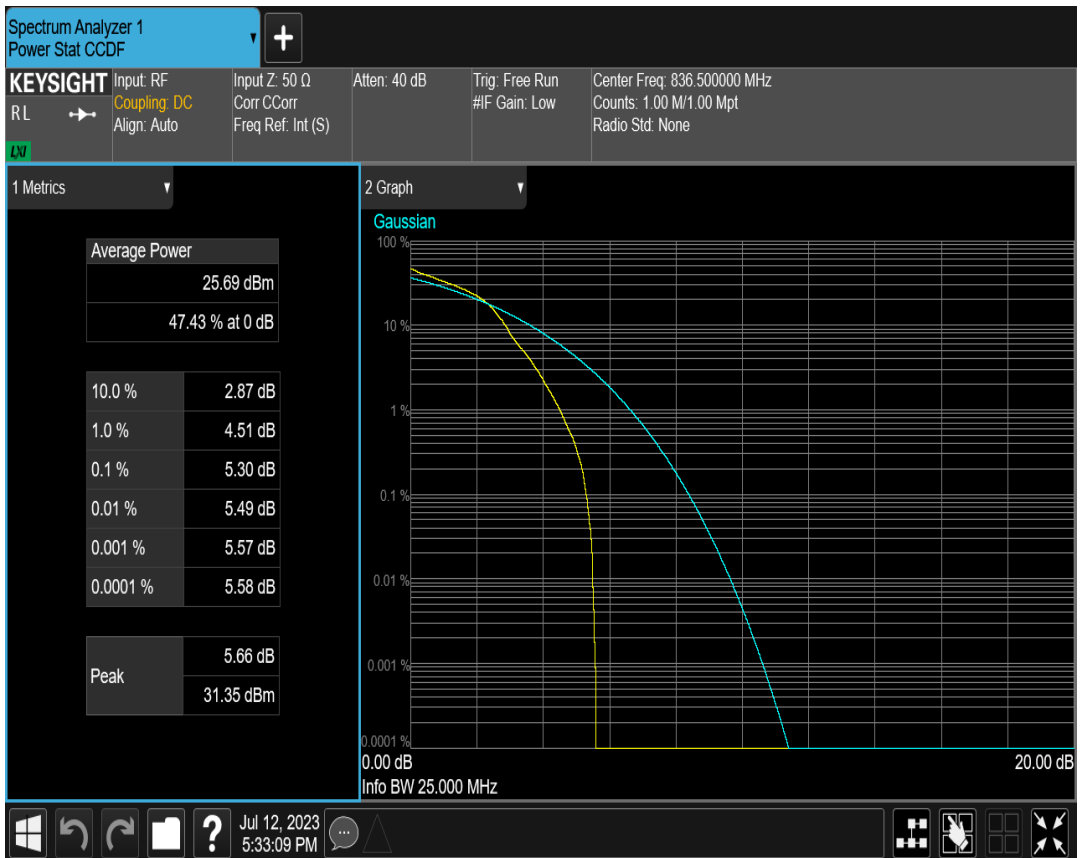 Spectrum Analyzer 1
Power Stat CCDF
KEYSIGHT
RL
LXI
Input: RF
Coupling: DC
Align: Auto
Input Z: 50 Ω
Corr CCorr
Freq Ref: Int (S)
Atten: 40 dB
Trig: Free Run
#IF Gain: Low
Center Freq: 836.500000 MHz
Counts: 1.00 M/1.00 Mpt
Radio Std: None
1 Metrics
Average Power
25.69 dBm
47.43 % at 0 dB
10.0 % 2.87 dB
1.0 % 4.51 dB
0.1 % 5.30 dB
0.01 % 5.49 dB
0.001 % 5.57 dB
0.0001 % 5.58 dB
Peak
5.66 dB
31.35 dBm
2 Graph
Gaussian
100 %
10 %
1 %
0.1 %
0.01 %
0.001 %
0.0001 %
0.00 dB 20.00 dB
Info BW 25.000 MHz
Jul 12, 2023
5:33:09 PM